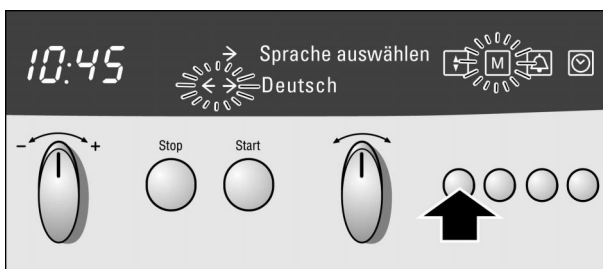 10:45
Sprache auswählen
Deutsch
M
- +
Stop
Start